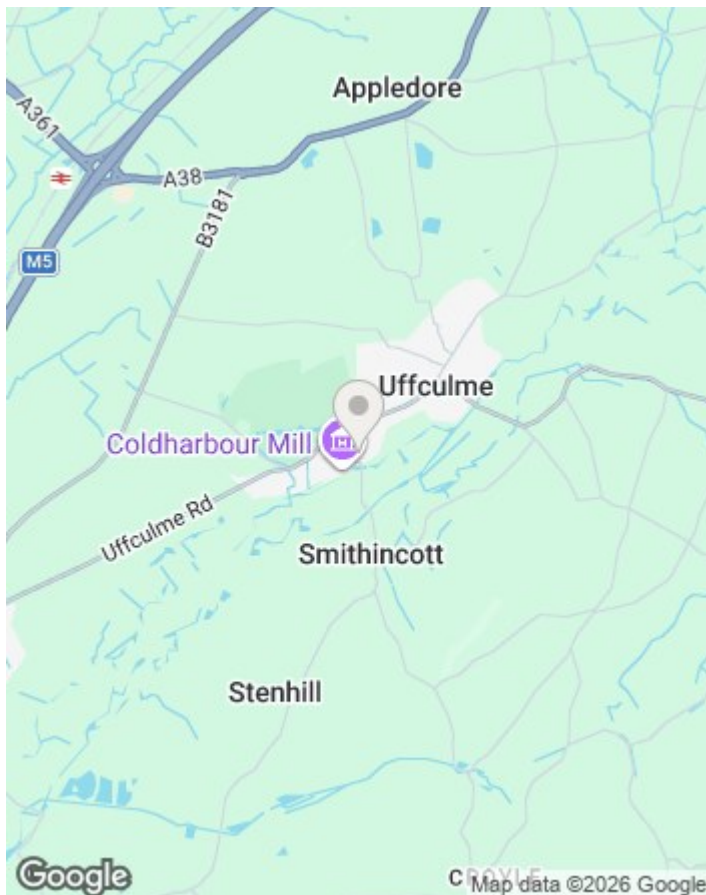 Appledore
A361
A38
B3181
M5
Uffculme
Coldharbour Mill
Uffculme Rd
Smithincott
Stenhill
Google
Map data ©2026 Google